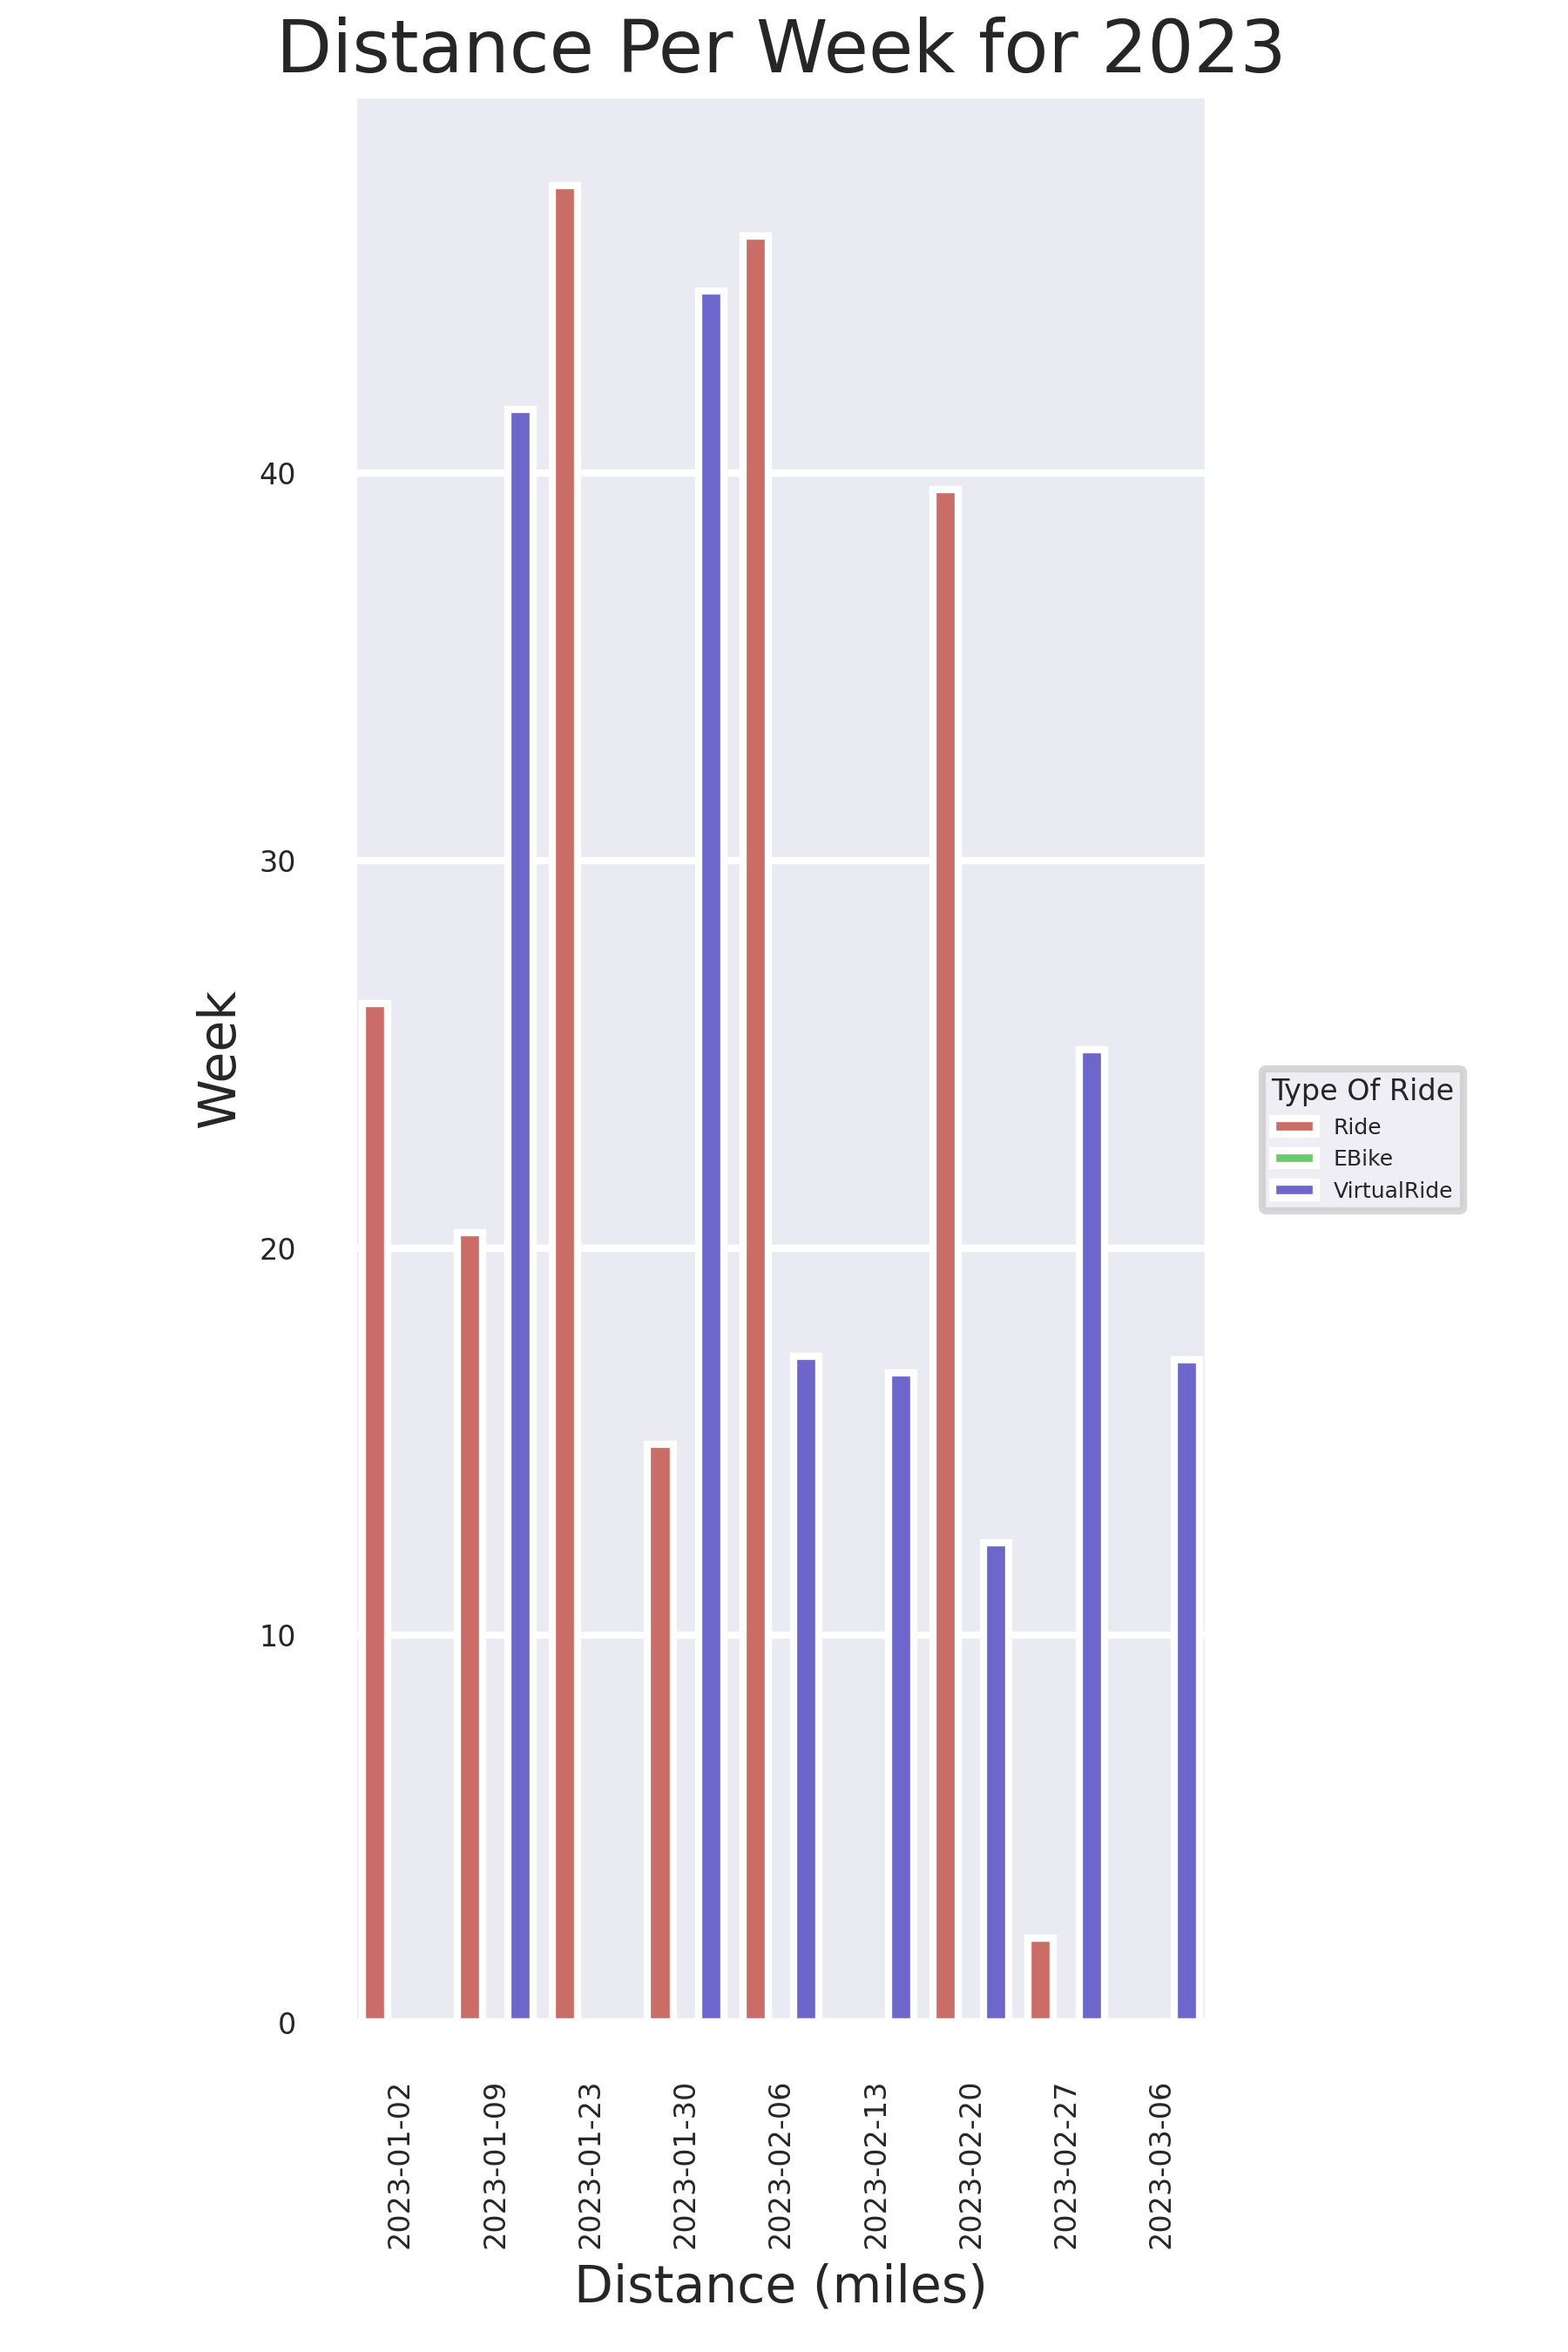 Distance Per Week for 2023
Week
40
30
20
10
0
Type Of Ride
Ride
EBike
VirtualRide
2023-01-02
2023-01-09
2023-01-23
2023-01-30
2023-02-06
2023-02-13
2023-02-20
2023-02-27
2023-03-06
Distance (miles)